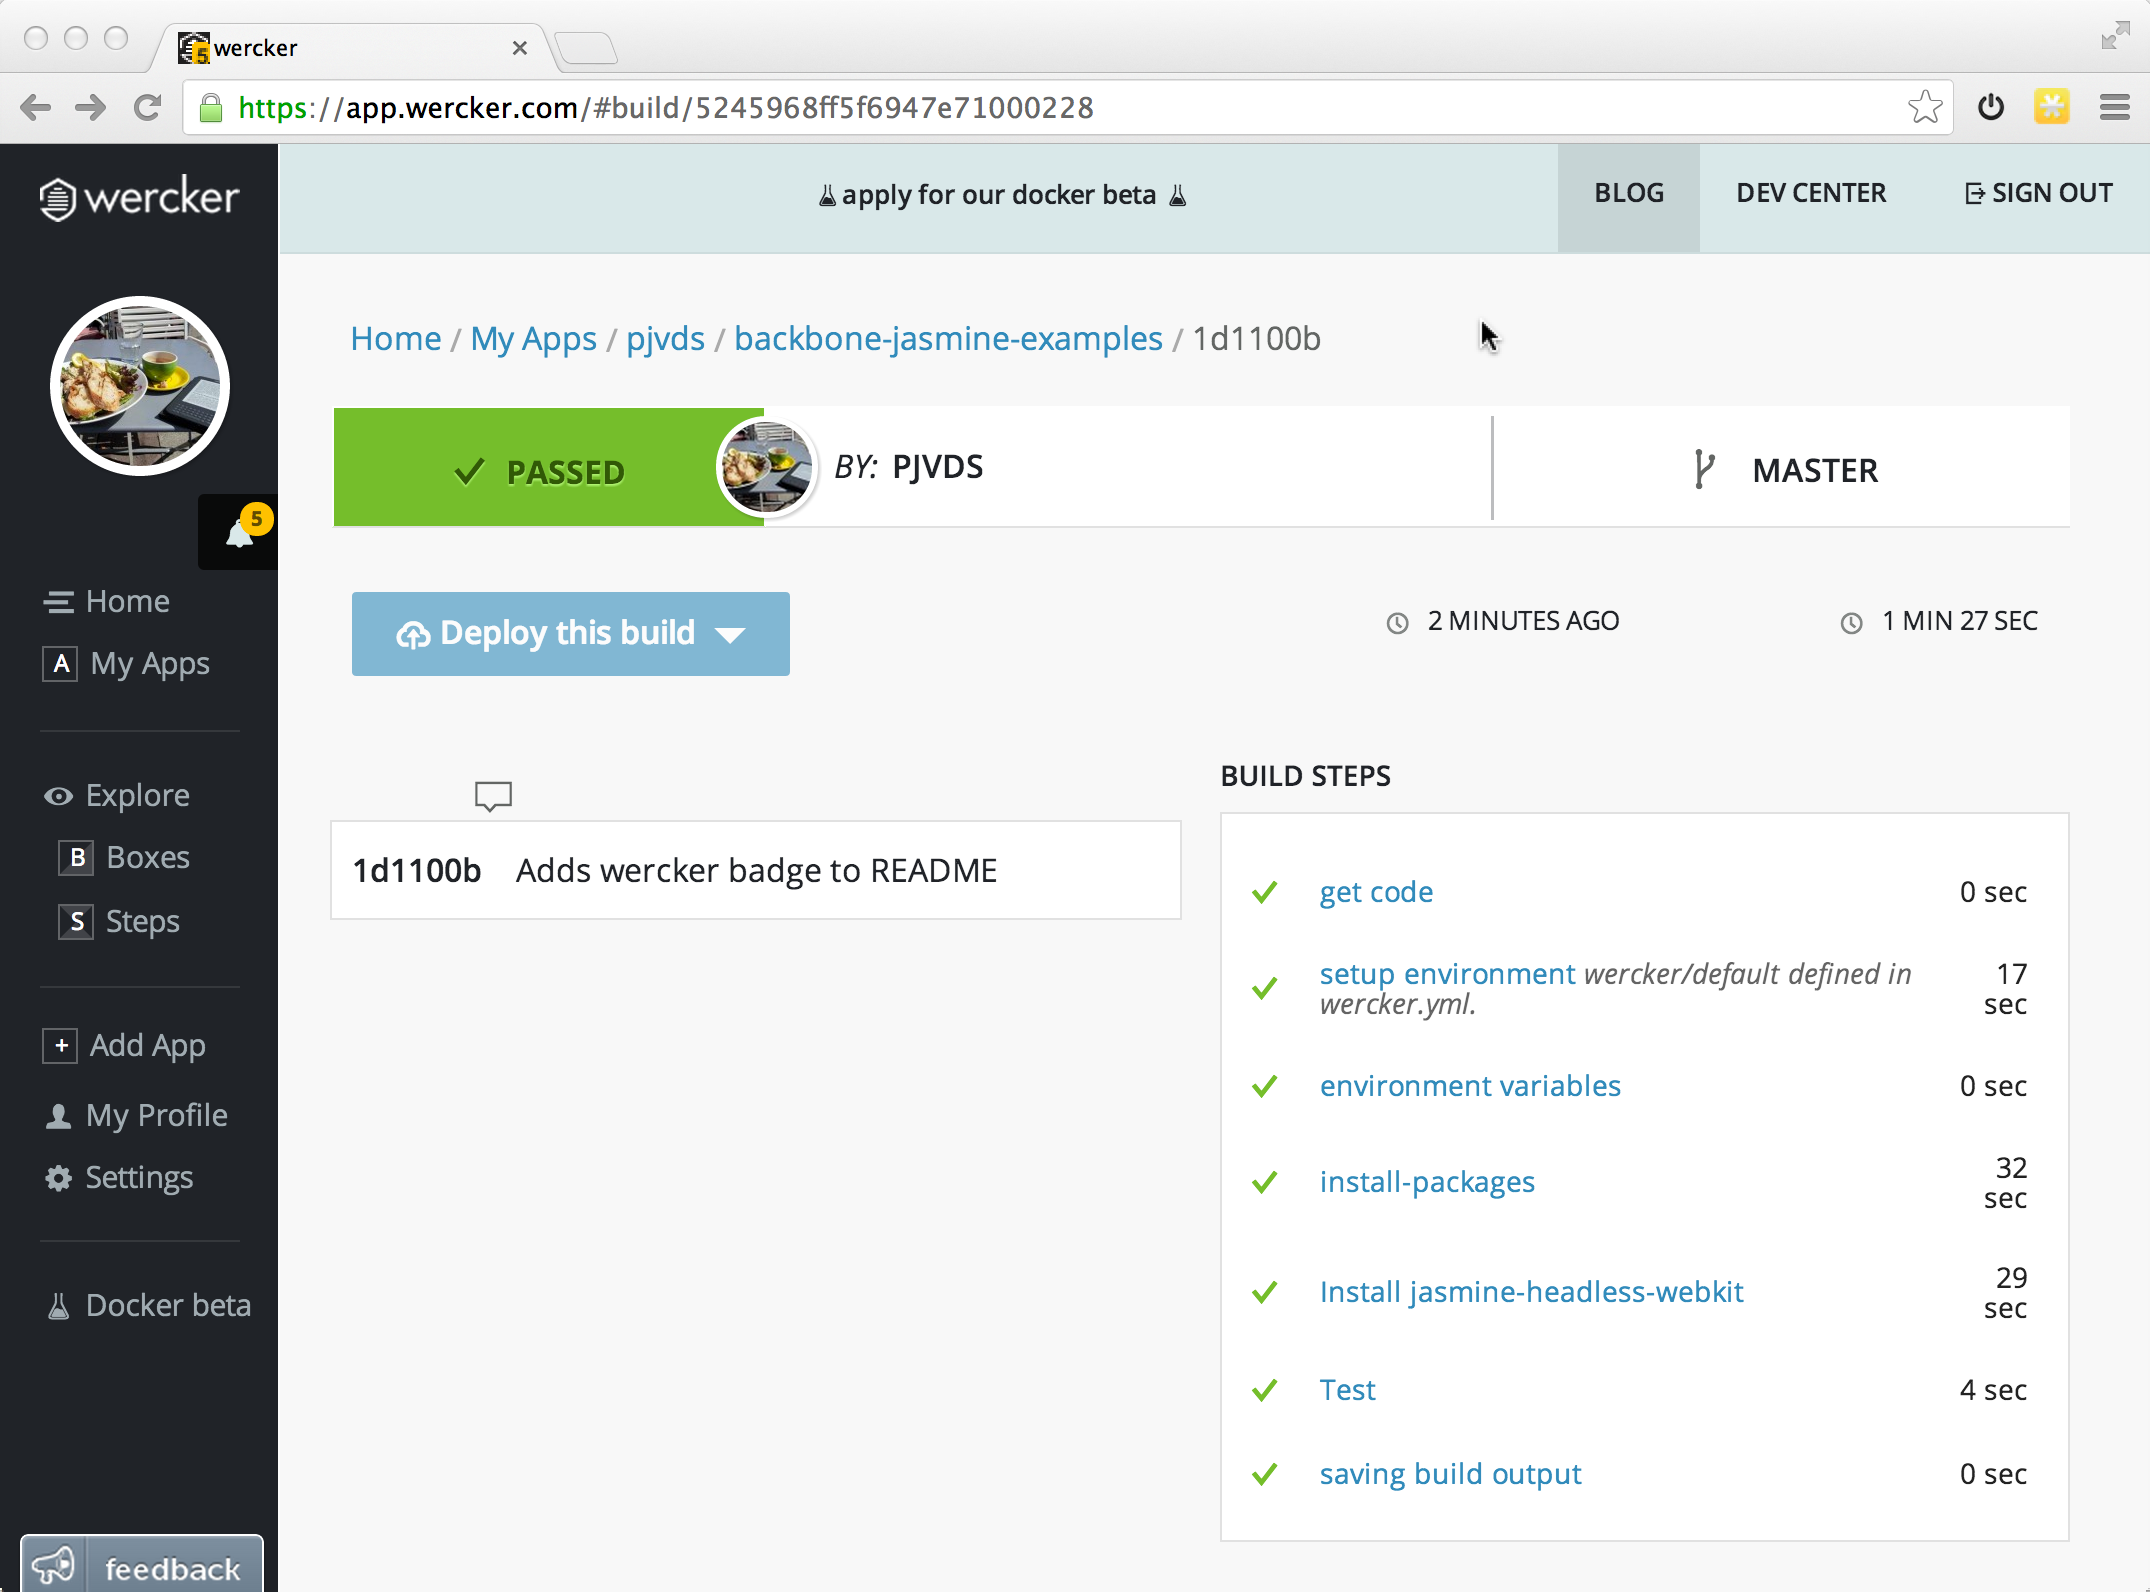 5 wercker
https://app.wercker.com/#build/5245968ff5f6947e71000228
wercker
apply for our docker beta
BLOG
DEV CENTER
SIGN OUT
5
Home
A My Apps
Explore
B Boxes
S Steps
+ Add App
My Profile
Settings
Docker beta
feedback
Home / My Apps / pjvds / backbone-jasmine-examples / 1d1100b
PASSED
BY: PJVDS
MASTER
Deploy this build
2 MINUTES AGO
1 MIN 27 SEC
1d1100b Adds wercker badge to README
BUILD STEPS
get code 0 sec
setup environment wercker/default defined in
wercker.yml.
17
sec
environment variables 0 sec
install-packages
32
sec
Install jasmine-headless-webkit
29
sec
Test 4 sec
saving build output 0 sec